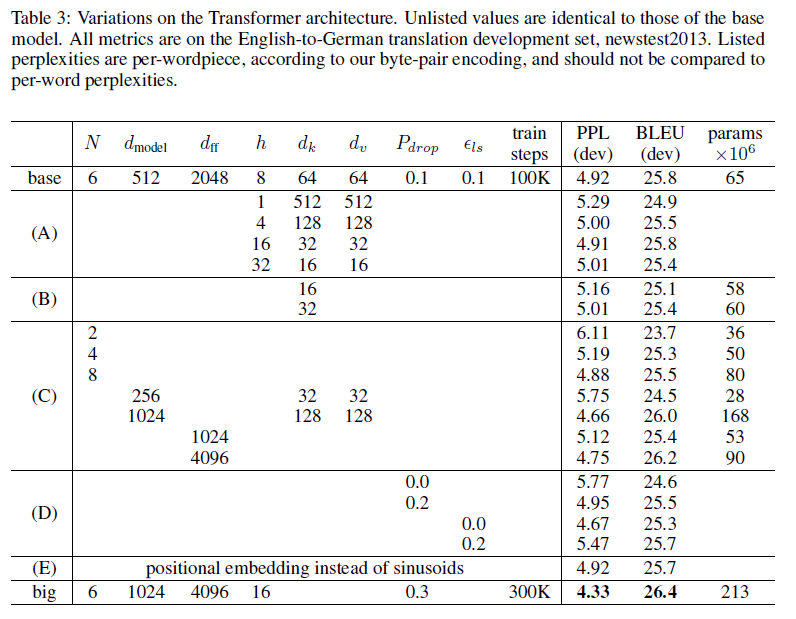 Table 3: Variations on the Transformer architecture. Unlisted values are identical to those of the base
model. All metrics are on the English-to-German translation development set, newstest2013. Listed
perplexities are per-wordpiece, according to our byte-pair encoding, and should not be compared to
per-word perplexities.
N d_model d_ff h d_k d_v P_drop ϵ_ls train steps PPL (dev) BLEU (dev) params ×10^6
base 6 512 2048 8 64 64 0.1 0.1 100K 4.92 25.8 65
(A)
1 512 512 5.29 24.9
4 128 128 5.00 25.5
16 32 32 4.91 25.8
32 16 16 5.01 25.4
(B)
16 5.16 25.1 58
32 5.01 25.4 60
(C)
2 6.11 23.7 36
4 5.19 25.3 50
8 4.88 25.5 80
256 32 32 5.75 24.5 28
1024 128 128 4.66 26.0 168
1024 5.12 25.4 53
4096 4.75 26.2 90
(D)
0.0 5.77 24.6
0.2 4.95 25.5
0.0 4.67 25.3
0.2 5.47 25.7
(E) positional embedding instead of sinusoids 4.92 25.7
big 6 1024 4096 16 0.3 300K 4.33 26.4 213